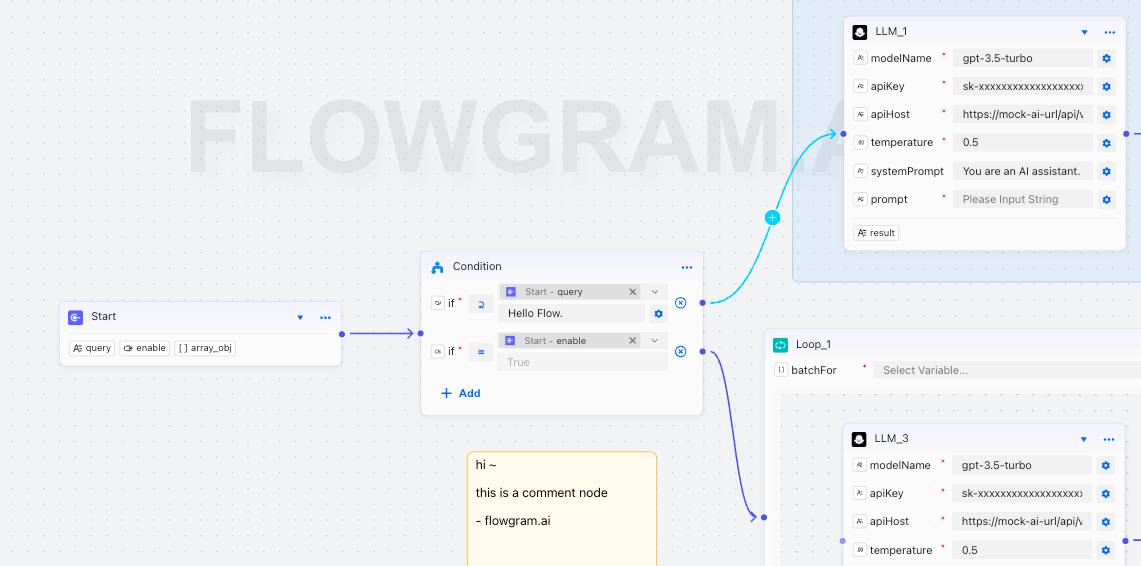 FLOWGRAM.A
Start
query
enable
[ ] array_obj
Condition
if *
Start - query
Hello Flow.
if *
=
Start - enable
True
+ Add
hi ~
this is a comment node
- flowgram.ai
LLM_1
modelName * gpt-3.5-turbo
apiKey * sk-xxxxxxxxxxxxxxxxxx
apiHost * https://mock-ai-url/api/
temperature * 0.5
systemPrompt You are an AI assistant.
prompt * Please Input String
result
Loop_1
batchFor * Select Variable...
LLM_3
modelName * gpt-3.5-turbo
apiKey * sk-xxxxxxxxxxxxxxxxxx
apiHost * https://mock-ai-url/api/
temperature * 0.5